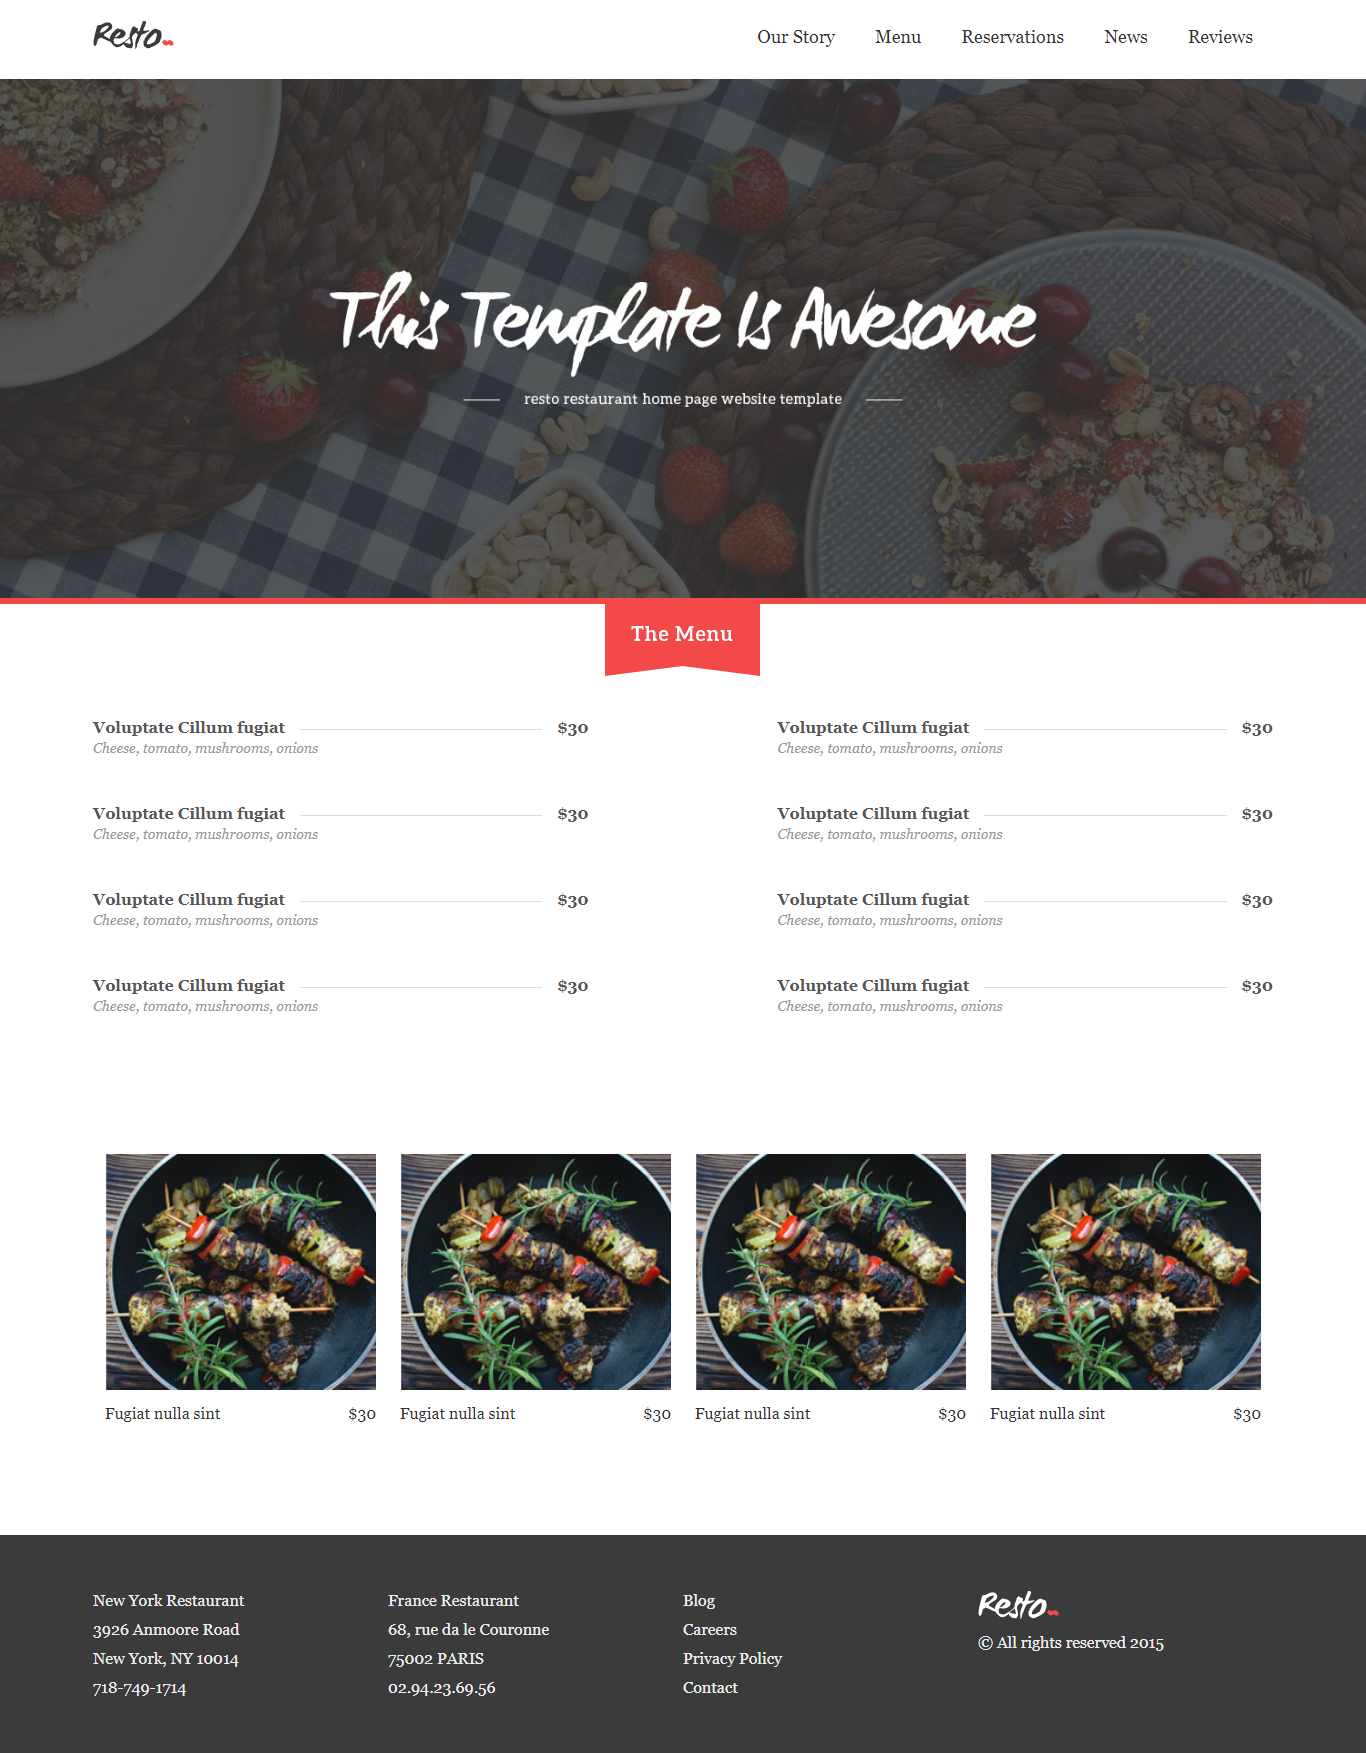 Resto
Our Story Menu Reservations News Reviews
This Template Is Awesome
resto restaurant home page website template
The Menu
Voluptate Cillum fugiat $30
Cheese, tomato, mushrooms, onions
Voluptate Cillum fugiat $30
Cheese, tomato, mushrooms, onions
Voluptate Cillum fugiat $30
Cheese, tomato, mushrooms, onions
Voluptate Cillum fugiat $30
Cheese, tomato, mushrooms, onions
Voluptate Cillum fugiat $30
Cheese, tomato, mushrooms, onions
Voluptate Cillum fugiat $30
Cheese, tomato, mushrooms, onions
Voluptate Cillum fugiat $30
Cheese, tomato, mushrooms, onions
Voluptate Cillum fugiat $30
Cheese, tomato, mushrooms, onions
Fugiat nulla sint $30
Fugiat nulla sint $30
Fugiat nulla sint $30
Fugiat nulla sint $30
New York Restaurant
3926 Anmoore Road
New York, NY 10014
718-749-1714
France Restaurant
68, rue da le Couronne
75002 PARIS
02.94.23.69.56
Blog
Careers
Privacy Policy
Contact
Resto
© All rights reserved 2015